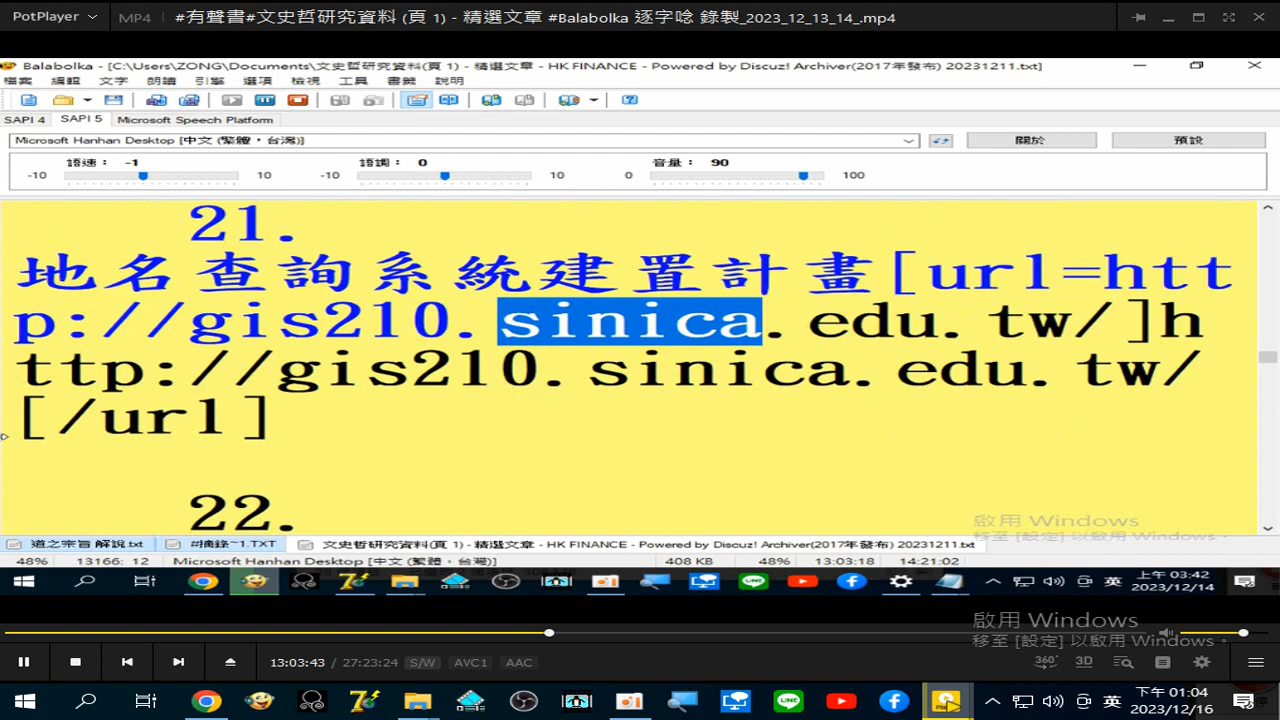 PotPlayer MP4 #有聲書#文史哲研究資料 (頁 1) - 精選文章 #Balabolka 逐字唸 錄製_2023_12_13_14_.mp4
Balabolka - [C:\Users\ZONG\Documents\文史哲研究資料(頁 1) - 精選文章 - HK FINANCE - Powered by Discuz! Archiver(2017年發布) 20231211.txt]
檔案 編輯 文字 朗讀 引擎 選項 檢視 工具 書籤 說明
SAPI 4 SAPI 5 Microsoft Speech Platform
Microsoft Hanhan Desktop [中文 (繁體，台灣)] 關於 預設
語速： -1 語調： 0 音量： 90
-10 10 -10 10 0 100
21.
地名查詢系統建置計畫[url=htt
p://gis210.sinica.edu.tw/]h
ttp://gis210.sinica.edu.tw/
[/url]
22.
啟用 Windows
移至 [設定] 以啟用 Windows。
道之宗旨 解說.txt #摘錄~1.TXT 文史哲研究資料(頁 1) - 精選文章 - HK FINANCE - Powered by Discuz! Archiver(2017年發布) 20231211.txt
48% 13166: 12 Microsoft Hanhan Desktop [中文 (繁體，台灣)] 408 KB 48% 13:03:18 14:21:02
英 上午 03:42
2023/12/14
啟用 Windows
移至 [設定] 以啟用 Windows。
13:03:43 / 27:23:24 S/W AVC1 AAC 360° 3D
英 下午 01:04
2023/12/16